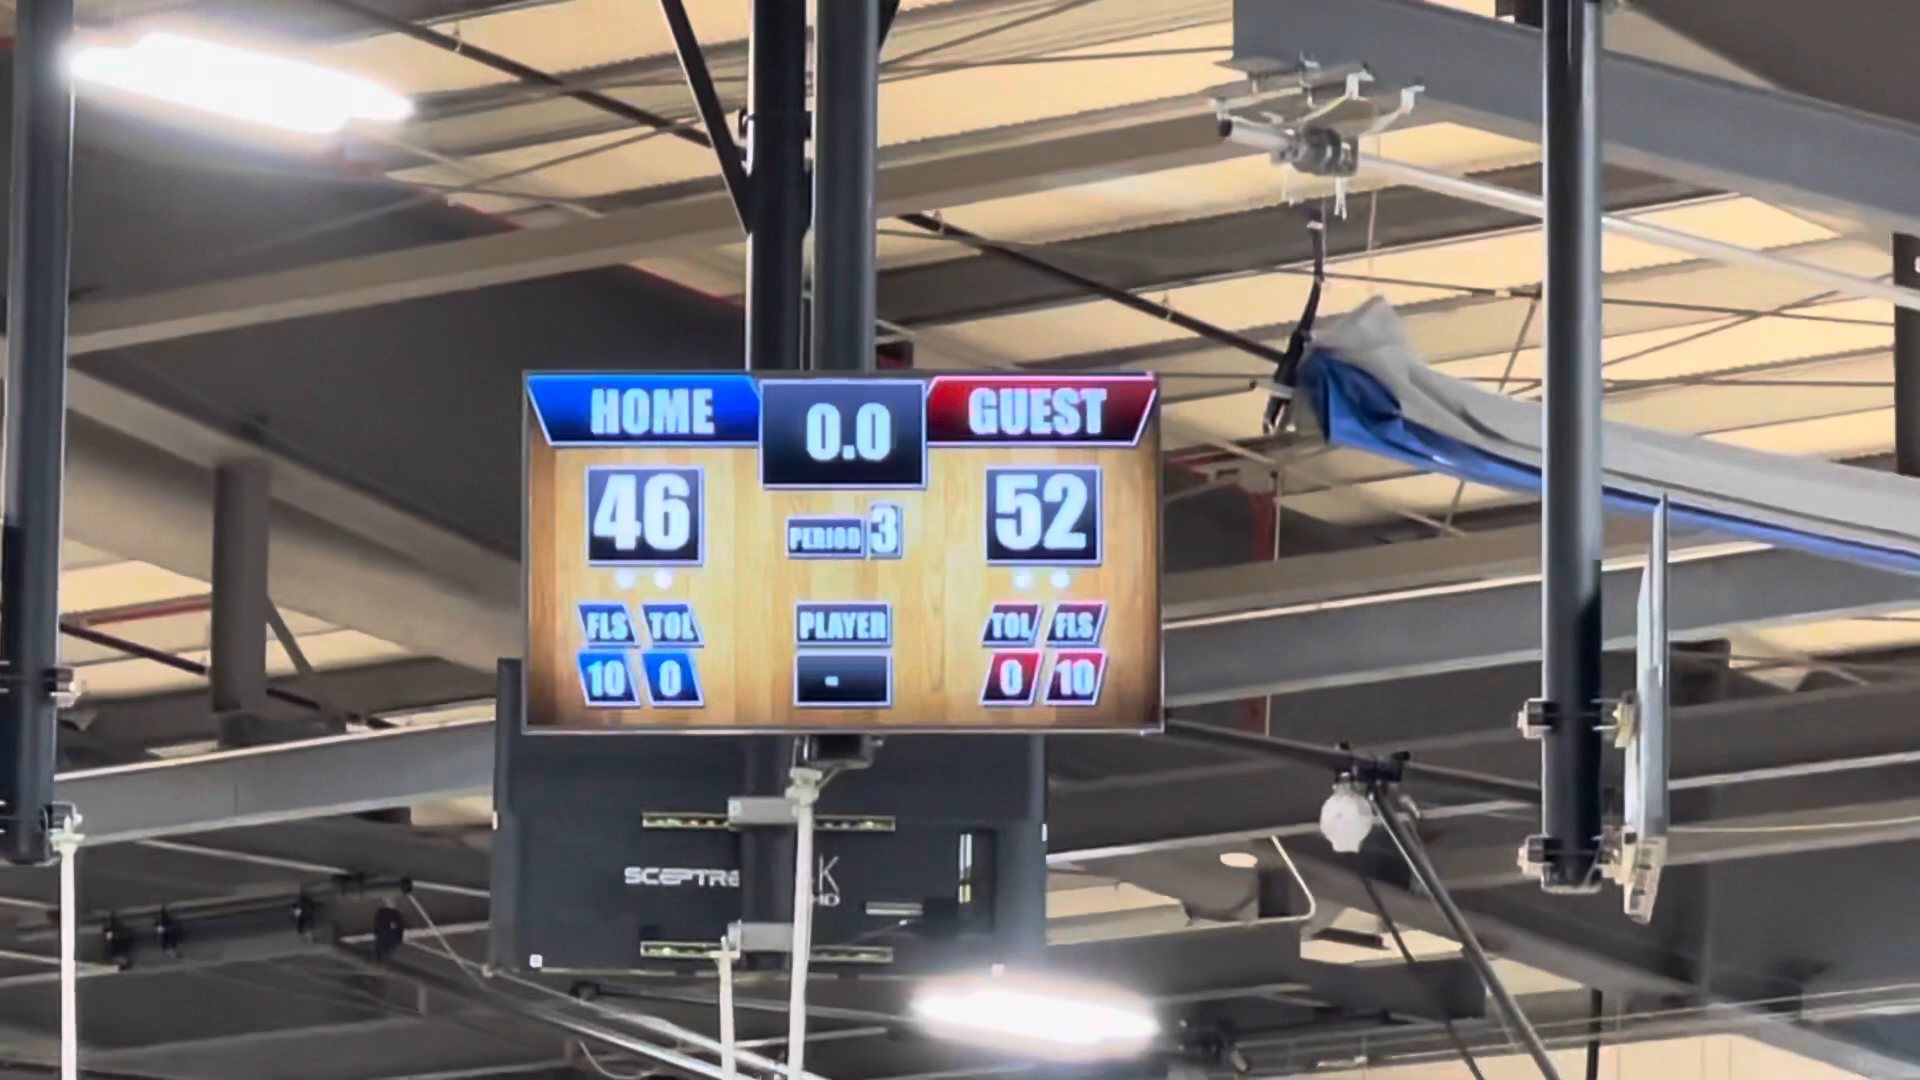 HOME 0.0 GUEST
46 PERIOD 3 52
FLS TOL PLAYER TOL FLS
10 0 - 0 10
SCEPTRE